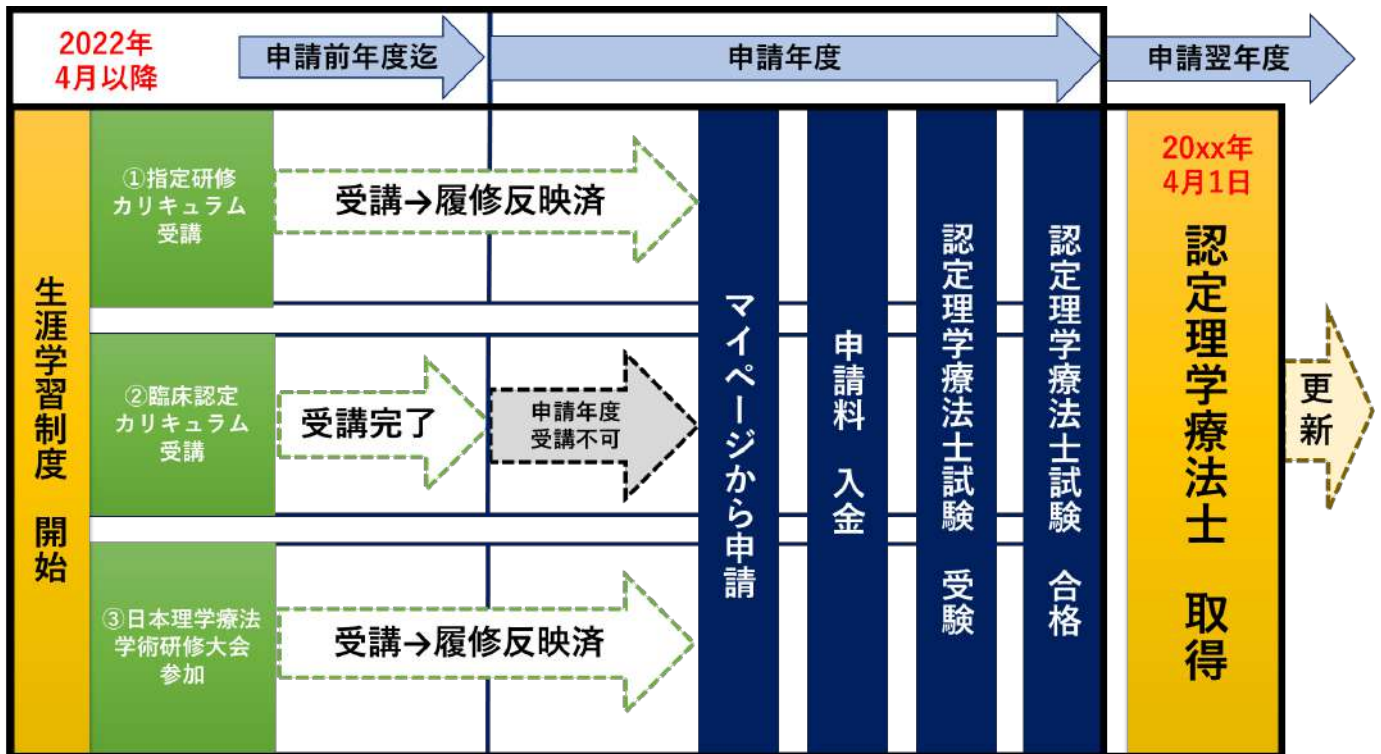 2022年
4月以降
申請前年度迄
申請年度
申請翌年度
生涯学習制度 開始
①指定研修
カリキュラム
受講
受講→履修反映済
②臨床認定
カリキュラム
受講
受講完了
申請年度
受講不可
③日本理学療法
学術研修大会
参加
受講→履修反映済
マイページから申請
申請料 入金
認定理学療法士試験 受験
認定理学療法士試験 合格
20xx年
4月1日
認定理学療法士 取得
更新